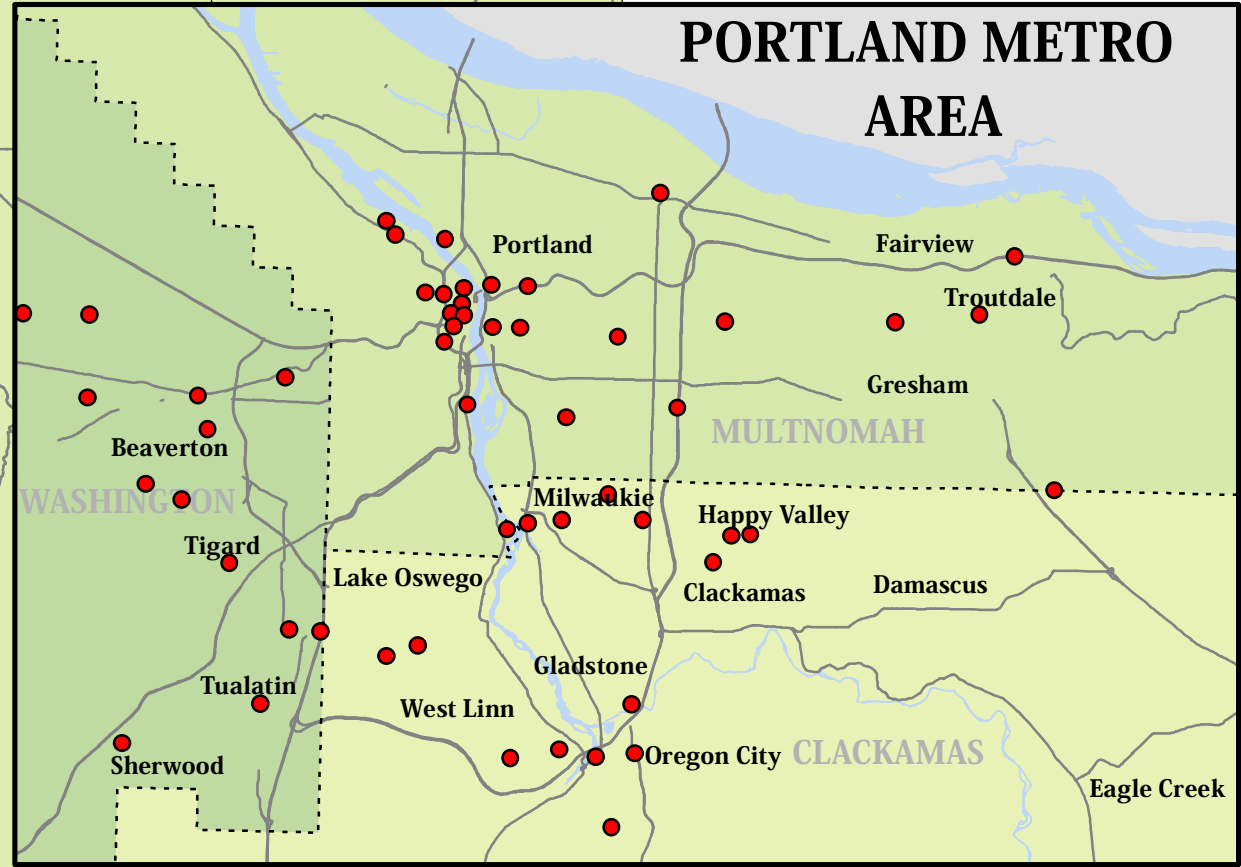 PORTLAND METRO
AREA
Portland
Fairview
Troutdale
Gresham
MULTNOMAH
Beaverton
WASHINGTON
Milwaukie
Happy Valley
Tigard
Lake Oswego
Clackamas
Damascus
Gladstone
Tualatin
West Linn
Oregon City
CLACKAMAS
Sherwood
Eagle Creek